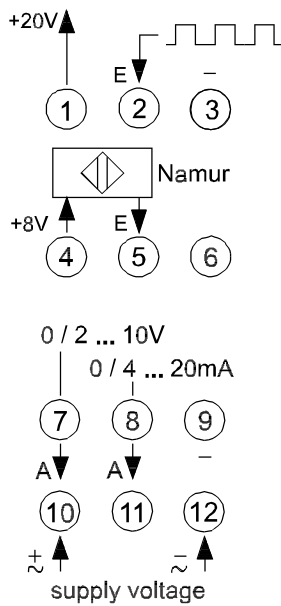 +20V
E
–
1 2 3
Namur
+8V E
4 5 6
0 / 2 ... 10V
0 / 4 ... 20mA
7 8 9
A A –
10 11 12
+ –
~ ~
supply voltage